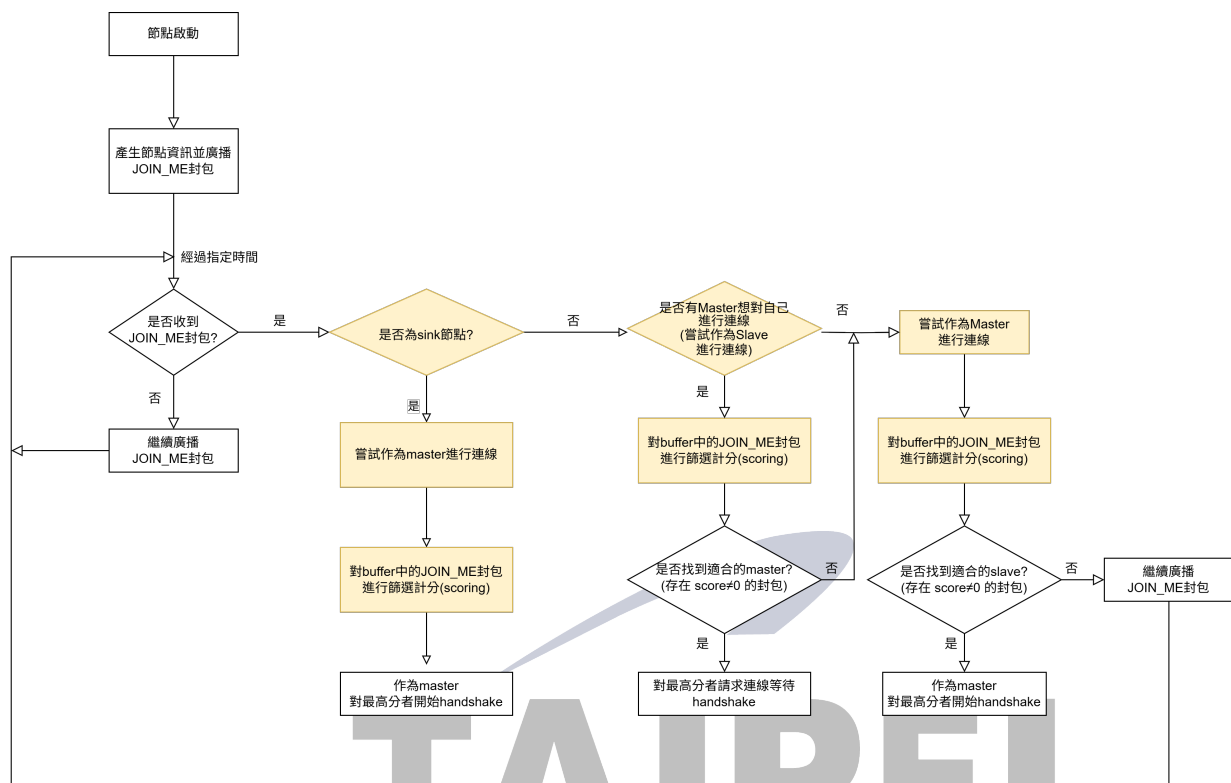 節點啟動
產生節點資訊並廣播
JOIN_ME封包
經過指定時間
是否收到
JOIN_ME封包?
是
否
繼續廣播
JOIN_ME封包
是否為sink節點?
否
是
嘗試作為master進行連線
對buffer中的JOIN_ME封包
進行篩選計分(scoring)
作為master
對最高分者開始handshake
是否有Master想對自己
進行連線
(嘗試作為Slave
進行連線)
否
是
對buffer中的JOIN_ME封包
進行篩選計分(scoring)
是否找到適合的master?
(存在 score≠0 的封包)
否
是
對最高分者請求連線等待
handshake
嘗試作為Master
進行連線
對buffer中的JOIN_ME封包
進行篩選計分(scoring)
是否找到適合的slave?
(存在 score≠0 的封包)
否
是
作為master
對最高分者開始handshake
繼續廣播
JOIN_ME封包
TAIPEI